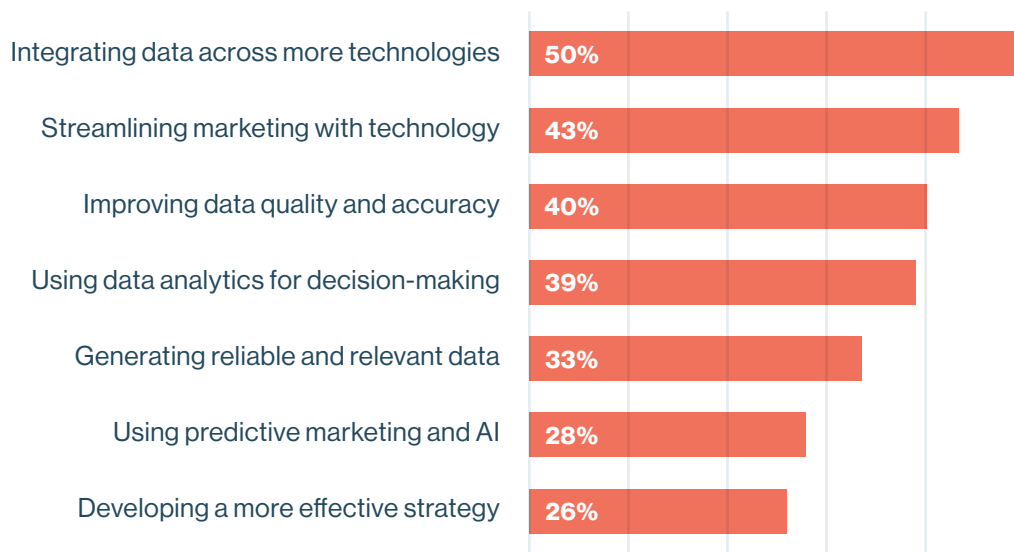 Integrating data across more technologies 50%
Streamlining marketing with technology 43%
Improving data quality and accuracy 40%
Using data analytics for decision-making 39%
Generating reliable and relevant data 33%
Using predictive marketing and AI 28%
Developing a more effective strategy 26%